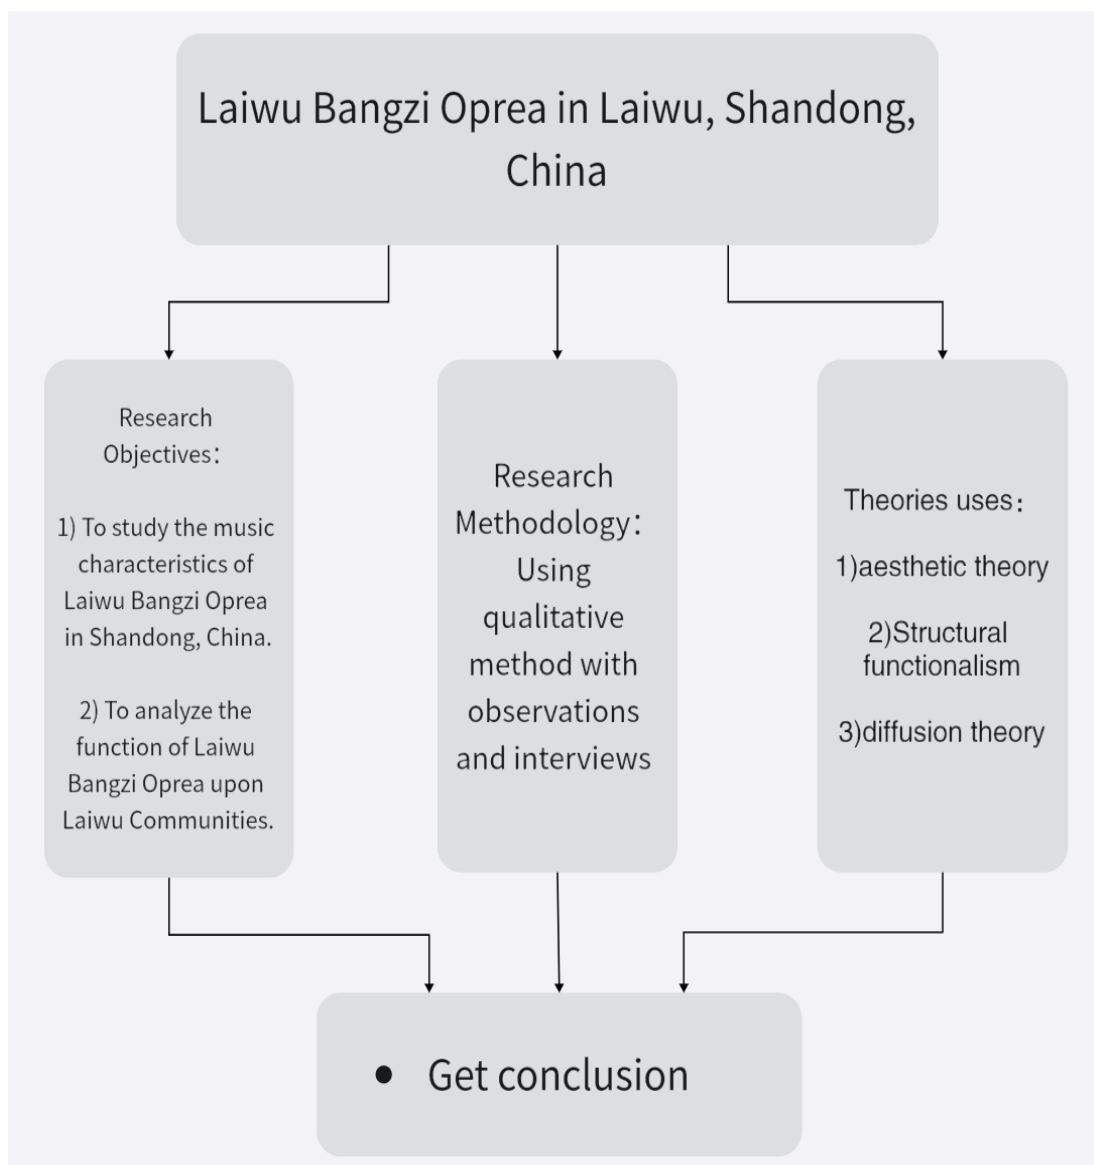 Laiwu Bangzi Oprea in Laiwu, Shandong,
China
Research
Objectives：
1) To study the music
characteristics of
Laiwu Bangzi Oprea
in Shandong, China.
2) To analyze the
function of Laiwu
Bangzi Oprea upon
Laiwu Communities.
Research
Methodology：
Using
qualitative
method with
observations
and interviews
Theories uses：
1)aesthetic theory
2)Structural
functionalism
3)diffusion theory
● Get conclusion